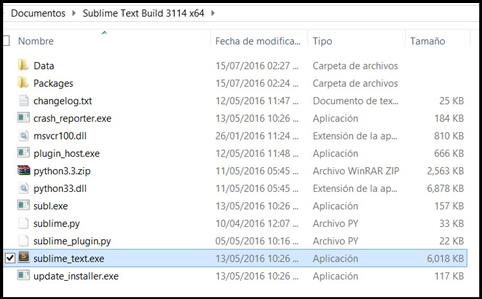 Documentos › Sublime Text Build 3114 x64 ›
Nombre Fecha de modifica... Tipo Tamaño
Data 15/07/2016 02:27 ... Carpeta de archivos
Packages 15/07/2016 02:24 ... Carpeta de archivos
changelog.txt 12/05/2016 11:47 ... Documento de tex... 25 KB
crash_reporter.exe 13/05/2016 10:26 ... Aplicación 184 KB
msvcr100.dll 26/01/2016 11:24 ... Extensión de la ap... 810 KB
plugin_host.exe 12/05/2016 11:48 ... Aplicación 666 KB
python3.3.zip 11/05/2016 05:45 ... Archivo WinRAR ZIP 2,563 KB
python33.dll 11/05/2016 05:45 ... Extensión de la ap... 6,878 KB
subl.exe 13/05/2016 10:26 ... Aplicación 157 KB
sublime.py 10/04/2016 12:07 ... Archivo PY 33 KB
sublime_plugin.py 05/05/2016 10:16 ... Archivo PY 22 KB
sublime_text.exe 13/05/2016 10:26 ... Aplicación 6,018 KB
update_installer.exe 13/05/2016 10:26 ... Aplicación 117 KB